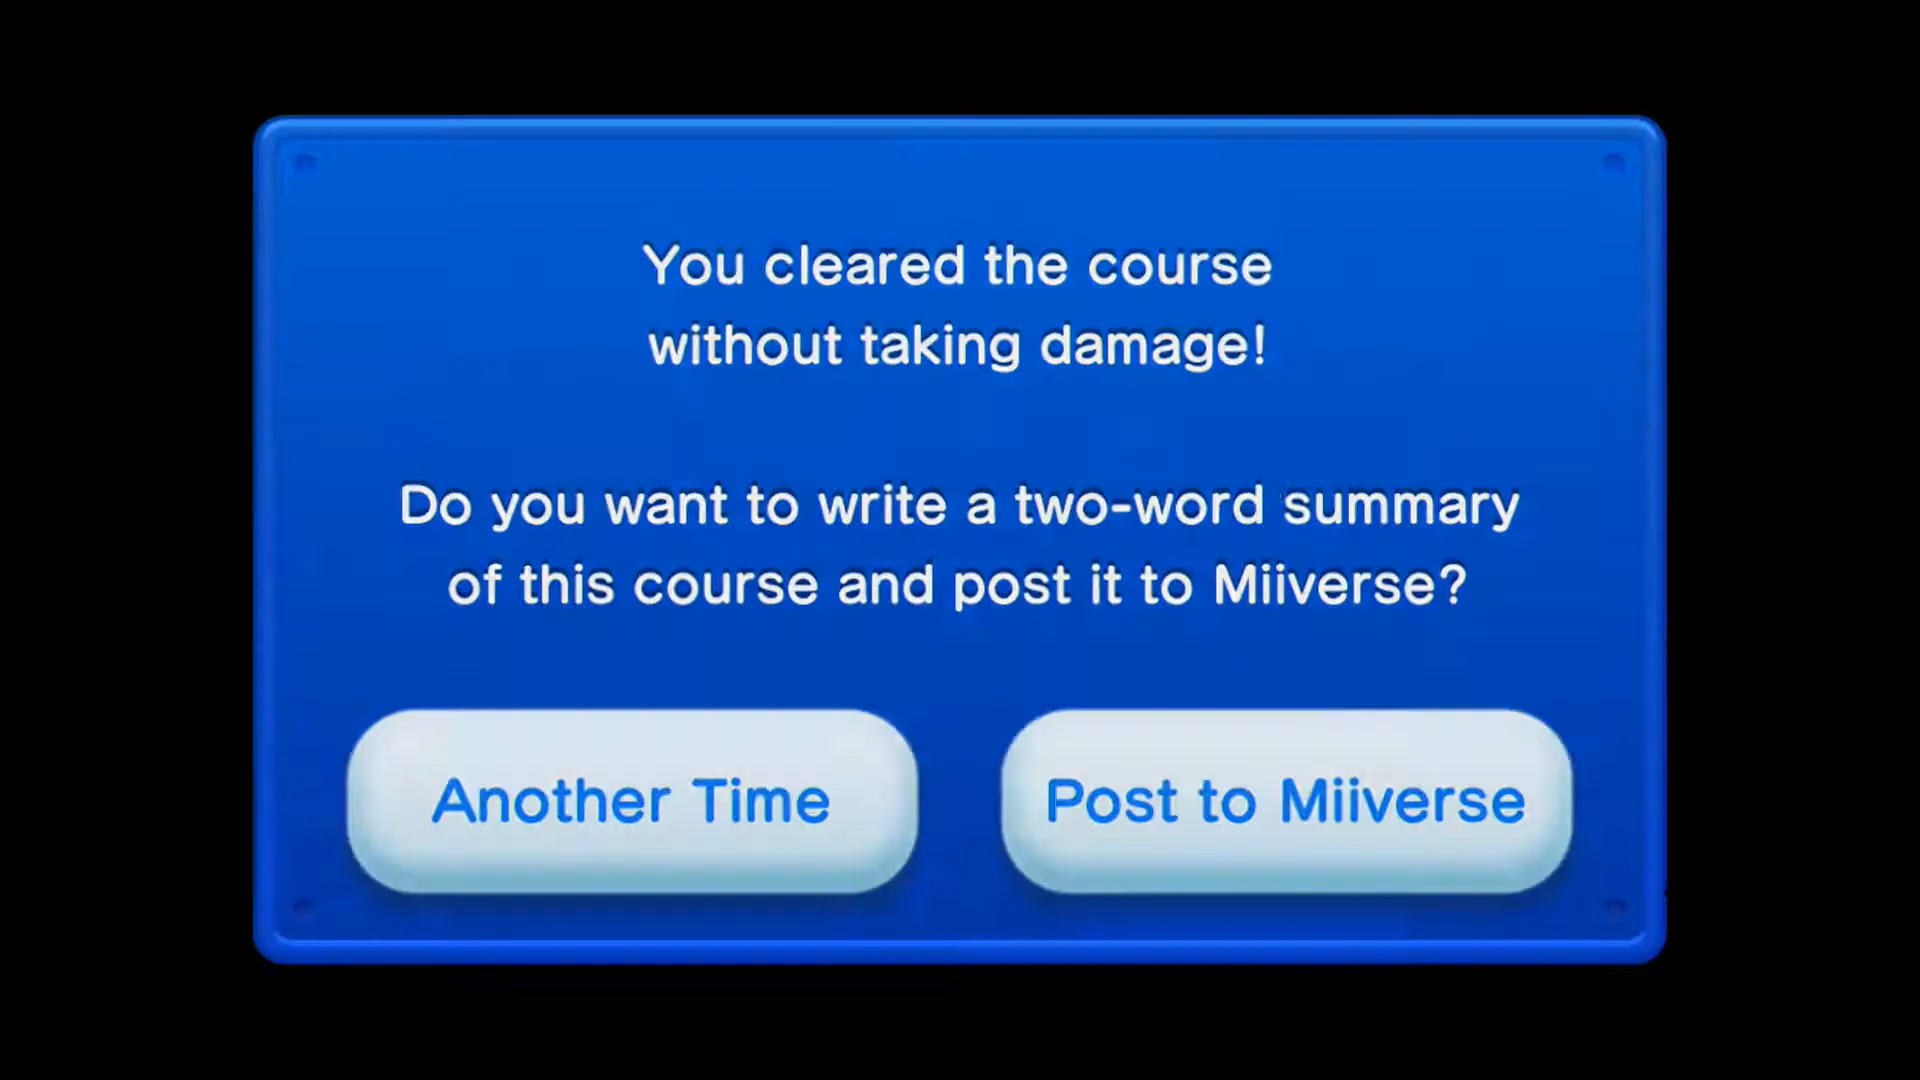 You cleared the course
without taking damage!
Do you want to write a two-word summary
of this course and post it to Miiverse?
Another Time
Post to Miiverse